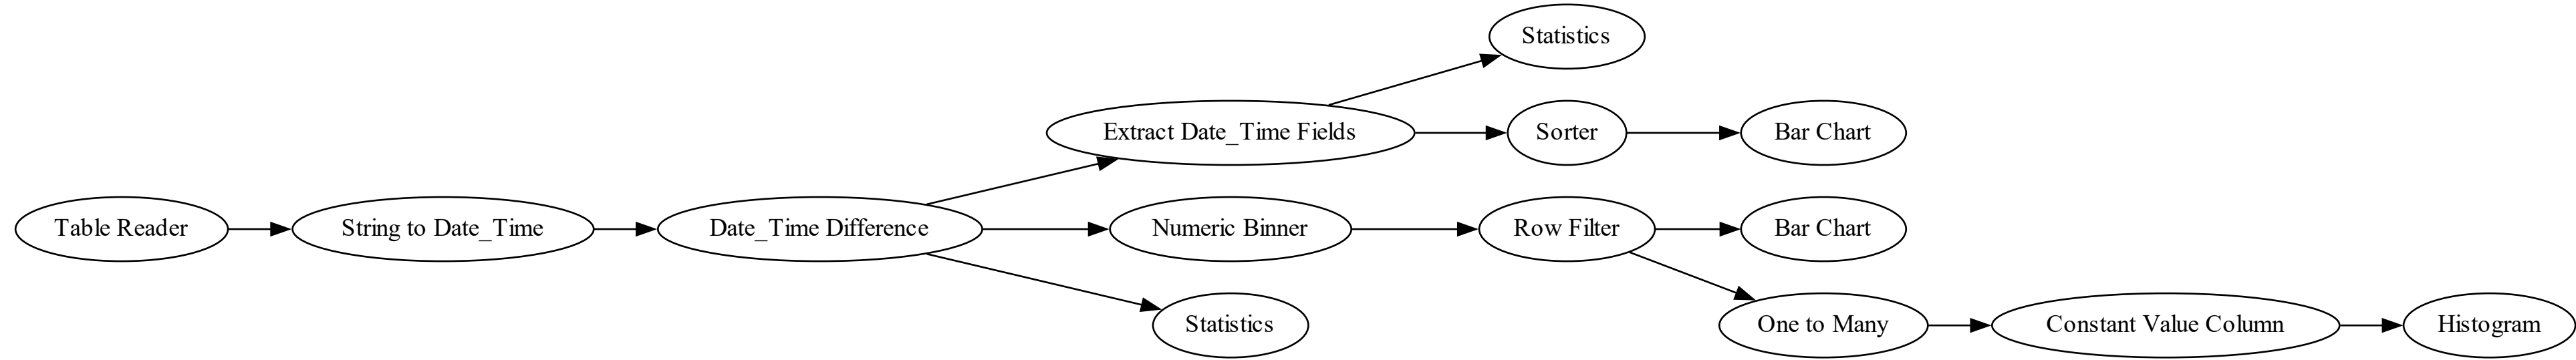 Statistics
Extract Date_Time Fields
Sorter
Bar Chart
Table Reader
String to Date_Time
Date_Time Difference
Numeric Binner
Row Filter
Bar Chart
Statistics
One to Many
Constant Value Column
Histogram